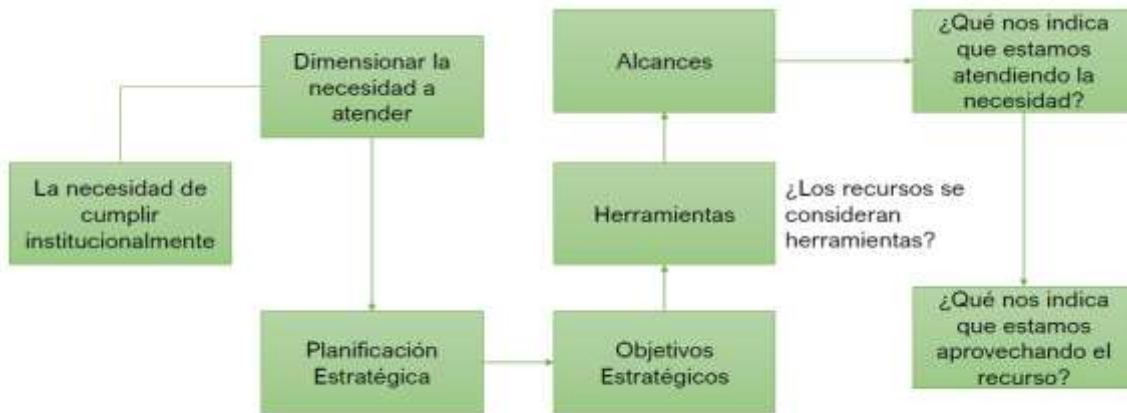 La necesidad de
cumplir
institucionalmente
Dimensionar la
necesidad a
atender
Planificación
Estratégica
Objetivos
Estratégicos
Herramientas
¿Los recursos se
consideran
herramientas?
Alcances
¿Qué nos indica
que estamos
atendiendo la
necesidad?
¿Qué nos indica
que estamos
aprovechando el
recurso?